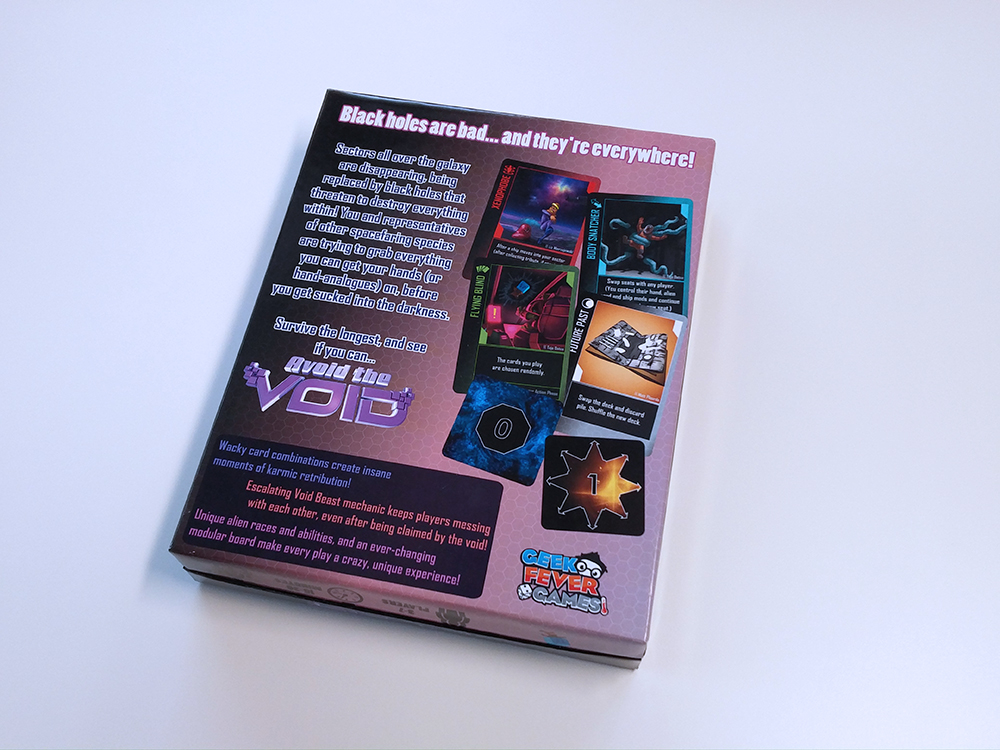 Black holes are bad... and they're everywhere!
Sectors all over the galaxy
are disappearing, being
replaced by black holes that
threaten to destroy everything
within! You and representatives
of other spacefaring species
are trying to grab everything
you can get your hands (or
hand-analogues) on, before
you get sucked into the darkness.
Survive the longest, and see
if you can...
Avoid the
VOID
XENOPHOBE
After a ship moves into your sector
(after collecting tribute,
BODY SNATCHER
Swap seats with any player.
(You control their hand, alien
and ship mods and continue
seat.)
FLYING BLIND
The cards you play
are chosen randomly.
FUTURE PAST
Swap the deck and discard
pile. Shuffle the new deck.
0
1
Wacky card combinations create insane
moments of karmic retribution!
Escalating Void Beast mechanic keeps players messing
with each other, even after being claimed by the void!
Unique alien races and abilities, and an ever-changing
modular board make every play a crazy, unique experience!
GEEK
FEVER
GAMES
PLAYERS